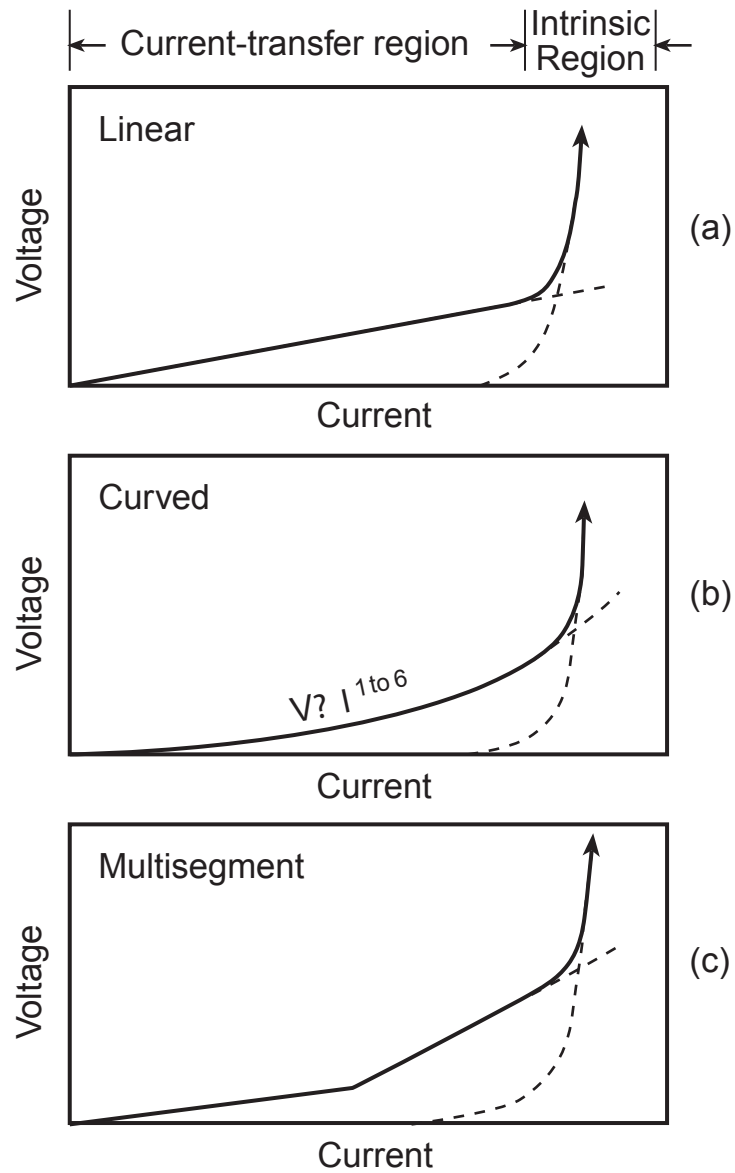 Current-transfer region
Intrinsic
Region
Linear
Voltage
(a)
Current
Curved
Voltage
V? I 1 to 6
(b)
Current
Multisegment
Voltage
(c)
Current